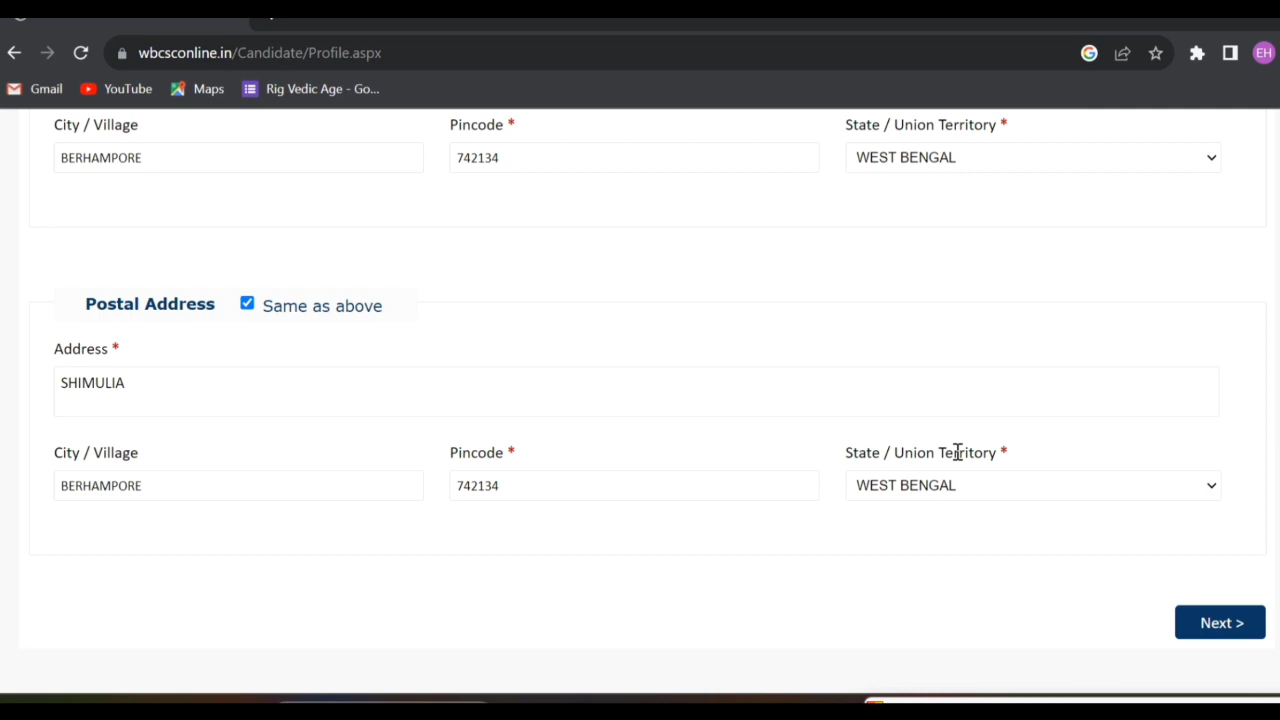 wbcsconline.in/Candidate/Profile.aspx
EH
Gmail YouTube Maps Rig Vedic Age - Go...
City / Village Pincode * State / Union Territory *
BERHAMPORE 742134 WEST BENGAL
Postal Address Same as above
Address *
SHIMULIA
City / Village Pincode * State / Union Territory *
BERHAMPORE 742134 WEST BENGAL
Next >